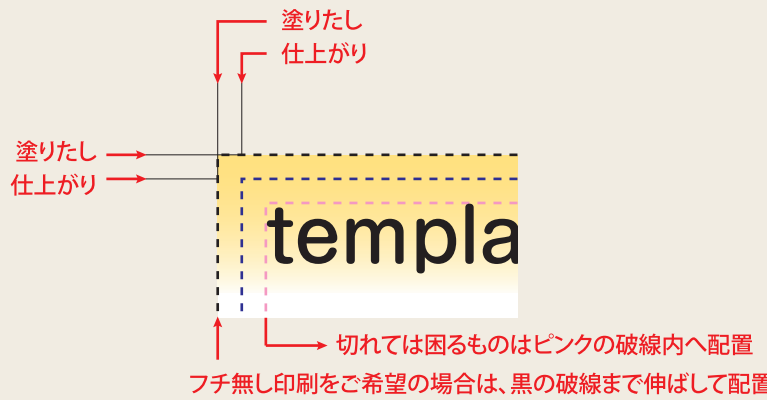 塗りたし
仕上がり
塗りたし
仕上がり
templa
切れては困るものはピンクの破線内へ配置
フチ無し印刷をご希望の場合は、黒の破線まで伸ばして配置